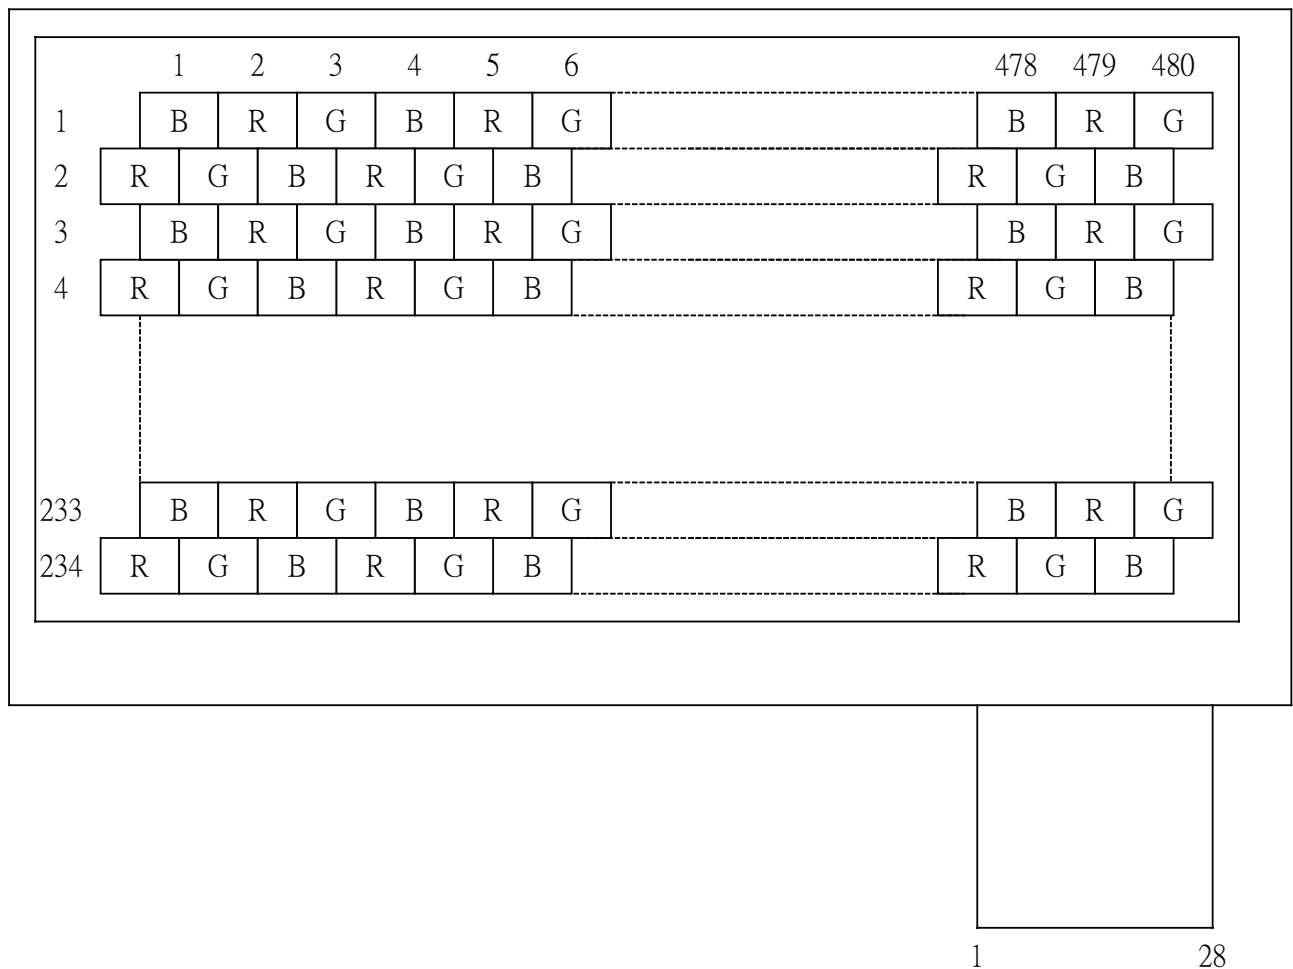 1 2 3 4 5 6 478 479 480
1 B R G B R G B R G
2 R G B R G B R G B
3 B R G B R G B R G
4 R G B R G B R G B
233 B R G B R G B R G
234 R G B R G B R G B
1 28